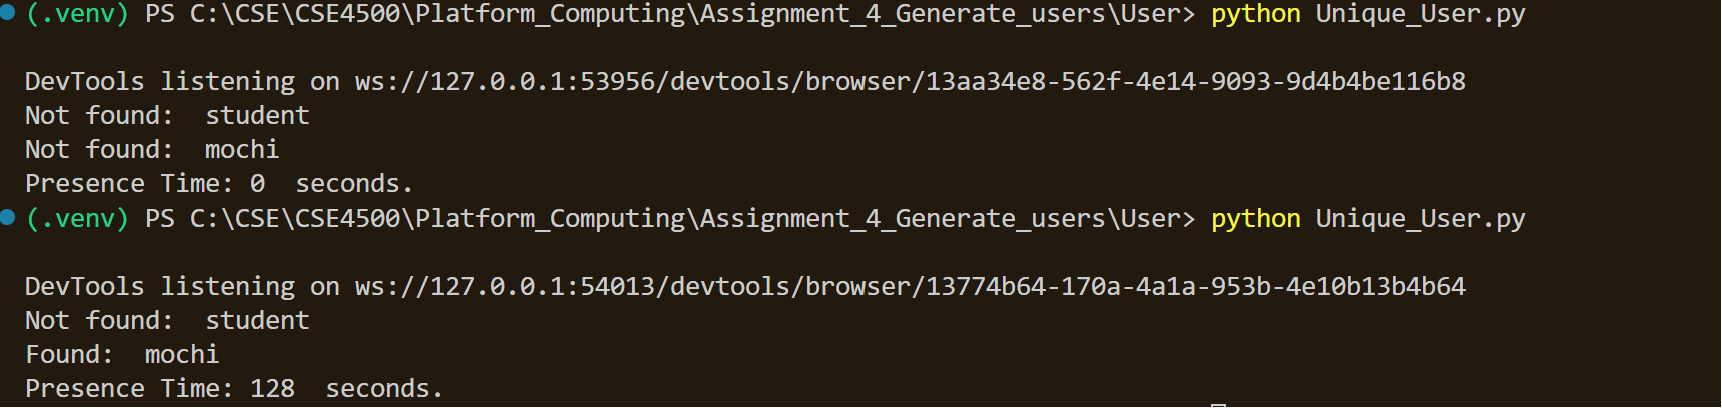 (.venv) PS C:\CSE\CSE4500\Platform_Computing\Assignment_4_Generate_users\User> python Unique_User.py
DevTools listening on ws://127.0.0.1:53956/devtools/browser/13aa34e8-562f-4e14-9093-9d4b4be116b8
Not found:  student
Not found:  mochi
Presence Time: 0  seconds.
(.venv) PS C:\CSE\CSE4500\Platform_Computing\Assignment_4_Generate_users\User> python Unique_User.py
DevTools listening on ws://127.0.0.1:54013/devtools/browser/13774b64-170a-4a1a-953b-4e10b13b4b64
Not found:  student
Found:  mochi
Presence Time: 128  seconds.